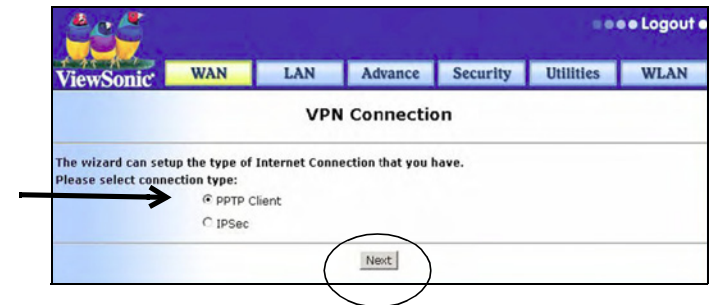 Logout
ViewSonic WAN LAN Advance Security Utilities WLAN
VPN Connection
The wizard can setup the type of Internet Connection that you have.
Please select connection type:
PPTP Client
IPSec
Next